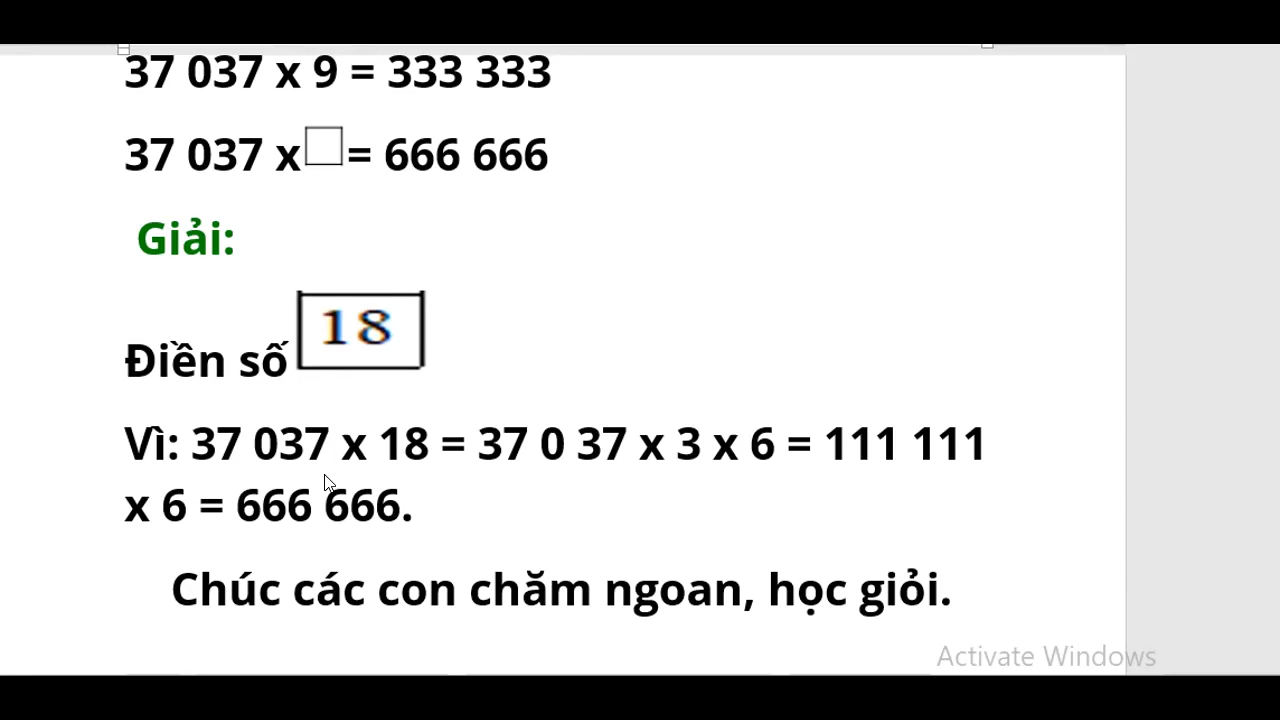 37 037 x 9 = 333 333
37 037 x □ = 666 666
Giải:
Điền số 18
Vì: 37 037 x 18 = 37 0 37 x 3 x 6 = 111 111
x 6 = 666 666.
Chúc các con chăm ngoan, học giỏi.
Activate Windows